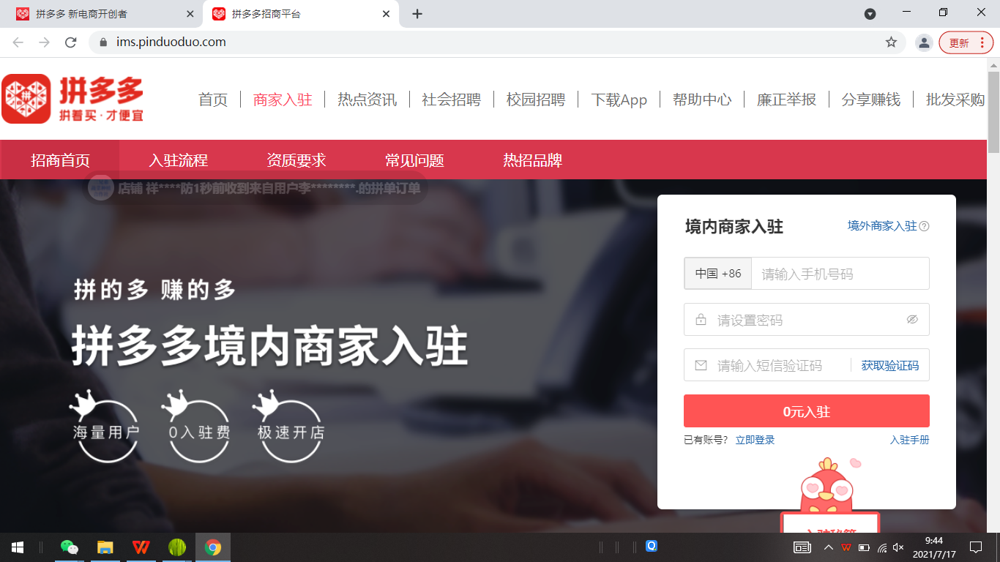 拼多多 新电商开创者
拼多多招商平台
ims.pinduoduo.com
更新
拼多多
拼着买·才便宜
首页 商家入驻 热点资讯 社会招聘 校园招聘 下载App 帮助中心 廉正举报 分享赚钱 批发采购
招商首页 入驻流程 资质要求 常见问题 热招品牌
店铺 祥****防1秒前收到来自用户李********.的拼单订单
拼的多 赚的多
拼多多境内商家入驻
海量用户 0入驻费 极速开店
境内商家入驻 境外商家入驻
中国 +86 请输入手机号码
请设置密码
请输入短信验证码 获取验证码
0元入驻
已有账号? 立即登录 入驻手册
9:44
2021/7/17